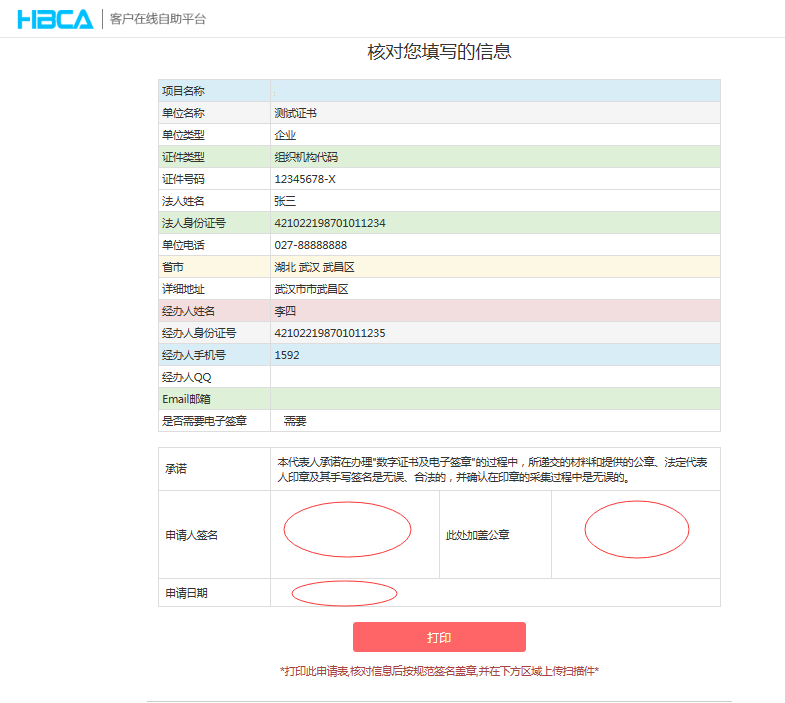 HBCA 客户在线自助平台
核对您填写的信息
项目名称
单位名称 测试证书
单位类型 企业
证件类型 组织机构代码
证件号码 12345678-X
法人姓名 张三
法人身份证号 421022198701011234
单位电话 027-88888888
省市 湖北 武汉 武昌区
详细地址 武汉市市武昌区
经办人姓名 李四
经办人身份证号 421022198701011235
经办人手机号 1592
经办人QQ
Email邮箱
是否需要电子签章 需要
承诺 本代表人承诺在办理"数字证书及电子签章"的过程中，所递交的材料和提供的公章、法定代表
人印章及其手写签名是无误、合法的，并确认在印章的采集过程中是无误的。
申请人签名 此处加盖公章
申请日期
打印
*打印此申请表,核对信息后按规范签名盖章,并在下方区域上传扫描件*